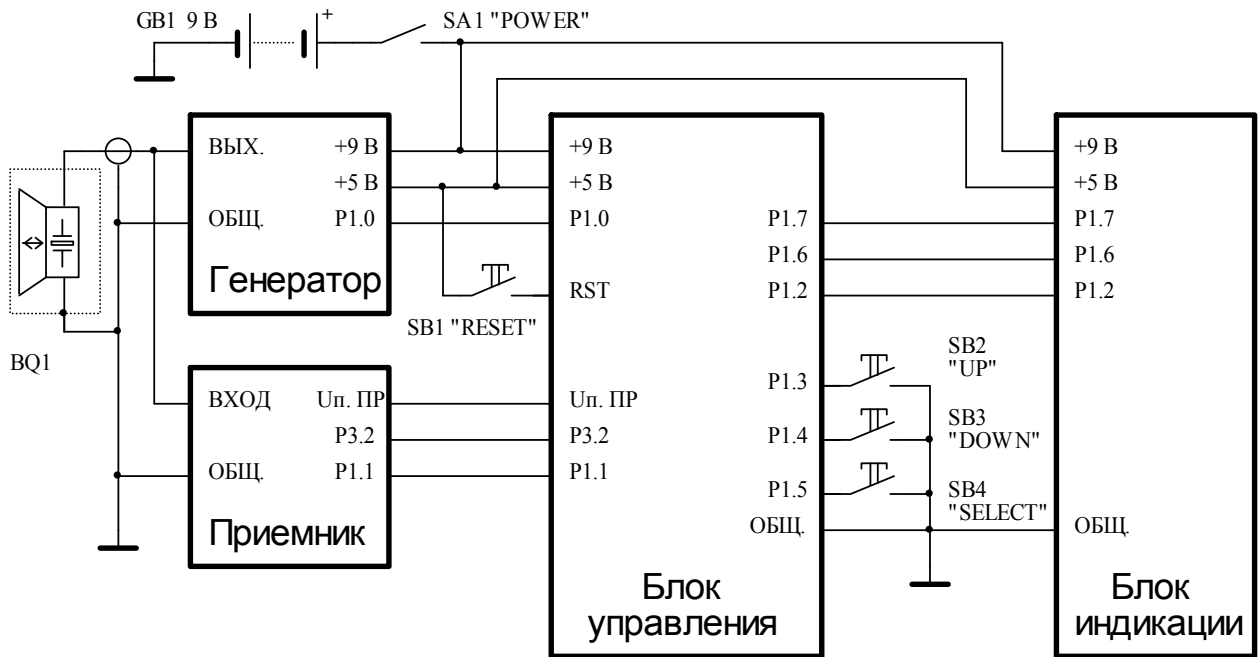 GB1 9 В
+
SA1 "POWER"
ВЫХ.
+9 В
+5 В
ОБЩ.
P1.0
Генератор
SB1 "RESET"
BQ1
ВХОД
Uп. ПР
P3.2
ОБЩ.
P1.1
Приемник
+9 В
+5 В
P1.0
RST
Uп. ПР
P3.2
P1.1
P1.7
P1.6
P1.2
P1.3
P1.4
P1.5
ОБЩ.
Блок
управления
SB2
"UP"
SB3
"DOWN"
SB4
"SELECT"
+9 В
+5 В
P1.7
P1.6
P1.2
ОБЩ.
Блок
индикации